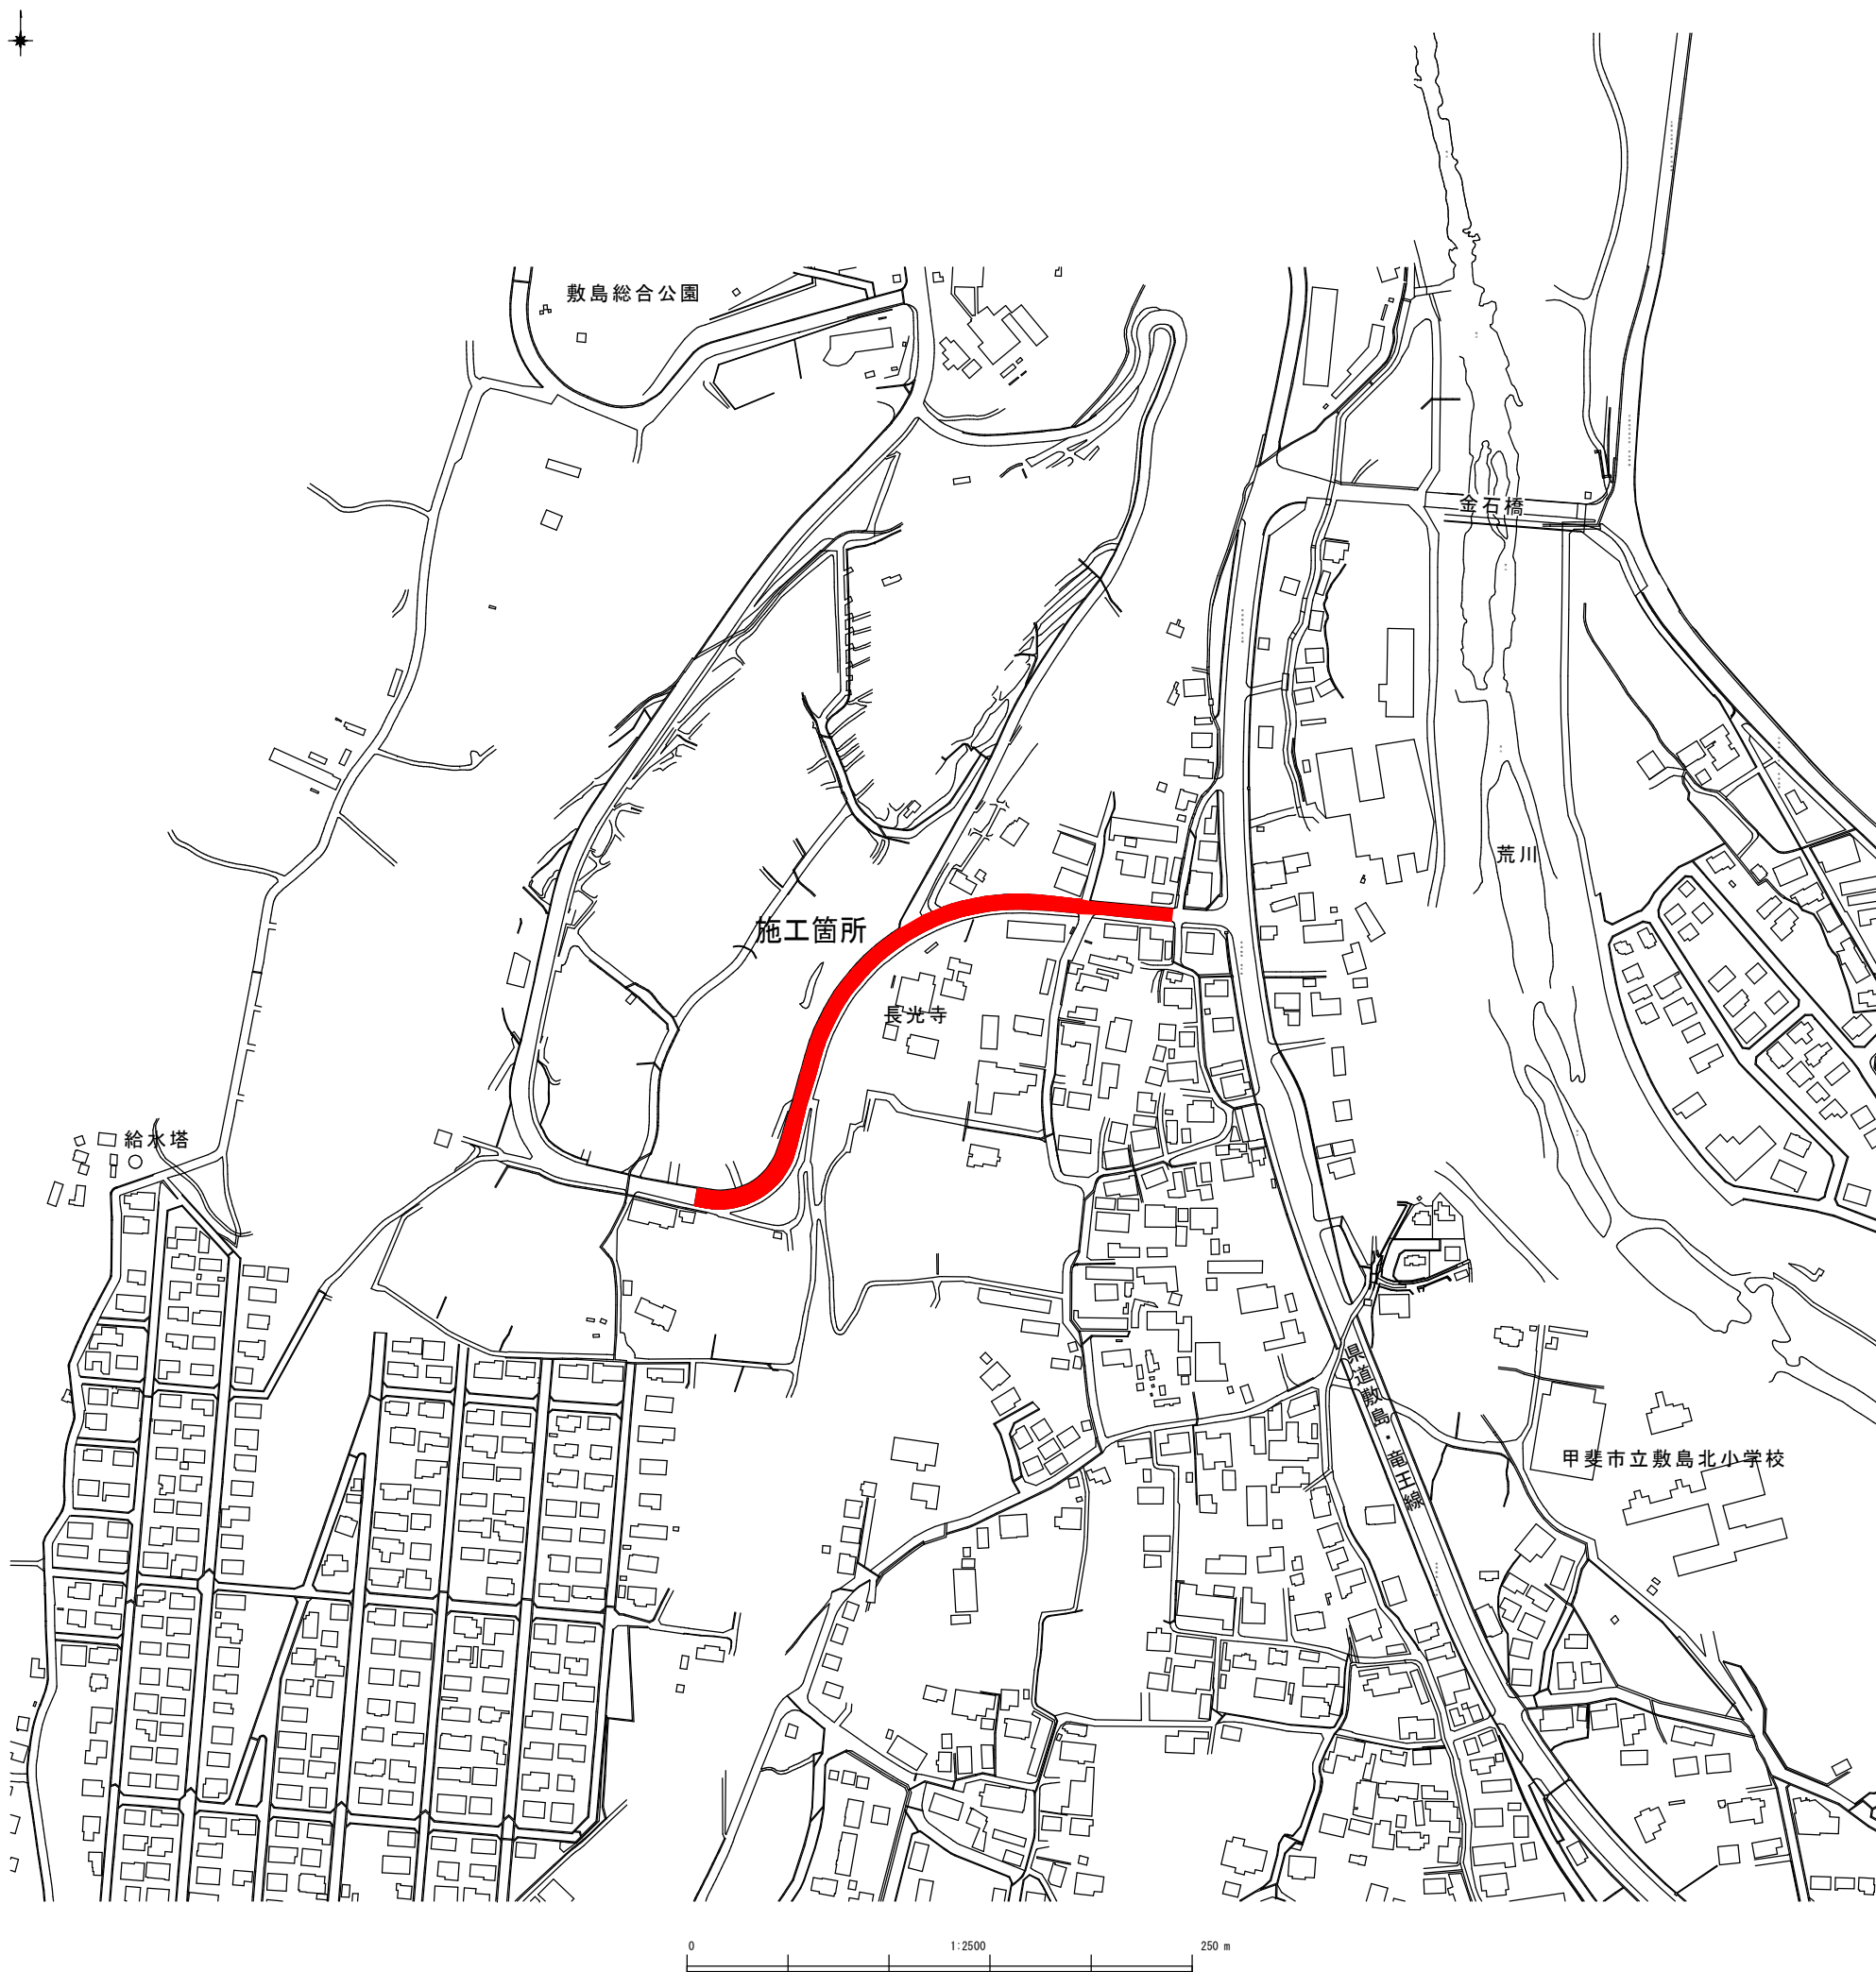 敷島総合公園
金石橋
荒川
施工箇所
長光寺
給水塔
県道敷島・竜王線
甲斐市立敷島北小学校
0 1:2500 250 m